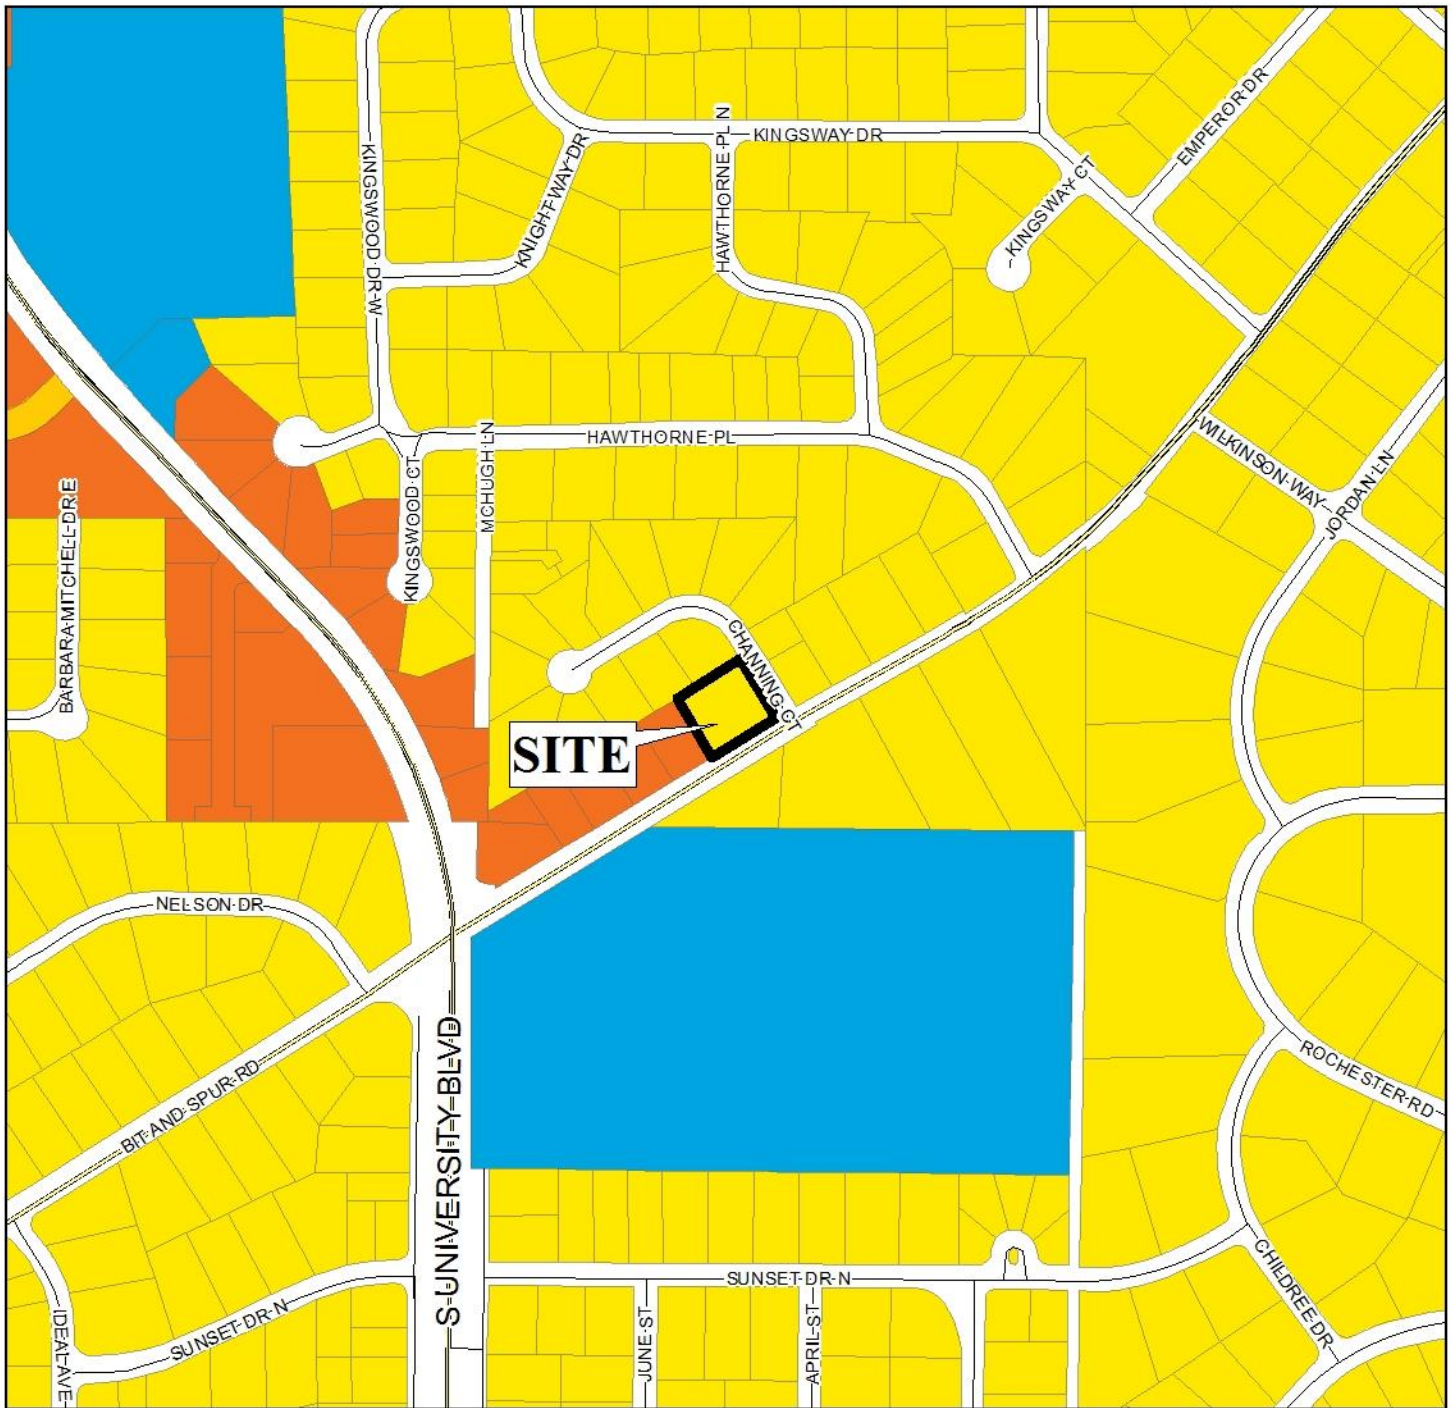 EMPEROR DR
KINGSWAY DR
HAWTHORNE PL N
KINGSWOOD DR W
KNIGHTWAY DR
KINGSWAY CT
HAWTHORNE PL
MCHUGH LN
WILKINSON WAY
JORDAN LN
KINGSWOOD CT
BARBARA MITCHELL DR E
CHANNING CT
SITE
NELSON DR
S UNIVERSITY BLVD
BIT AND SPUR RD
ROCHESTER RD
SUNSET DR N
CHILDREE DR
SUNSET DR N
IDEAL AVE
JUNE ST
APRIL ST